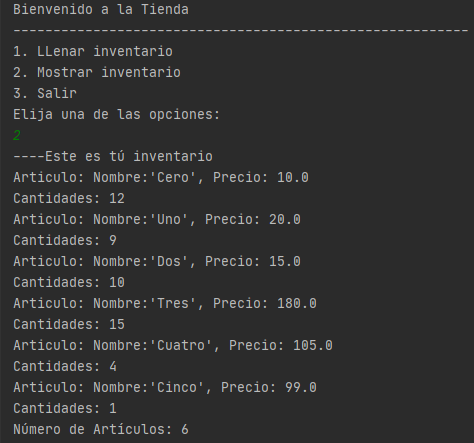 Bienvenido a la Tienda
----------------------------------------------------------
1. LLenar inventario
2. Mostrar inventario
3. Salir
Elija una de las opciones:
2
----Este es tú inventario
Articulo: Nombre:'Cero', Precio: 10.0
Cantidades: 12
Articulo: Nombre:'Uno', Precio: 20.0
Cantidades: 9
Articulo: Nombre:'Dos', Precio: 15.0
Cantidades: 10
Articulo: Nombre:'Tres', Precio: 180.0
Cantidades: 15
Articulo: Nombre:'Cuatro', Precio: 105.0
Cantidades: 4
Articulo: Nombre:'Cinco', Precio: 99.0
Cantidades: 1
Número de Artículos: 6